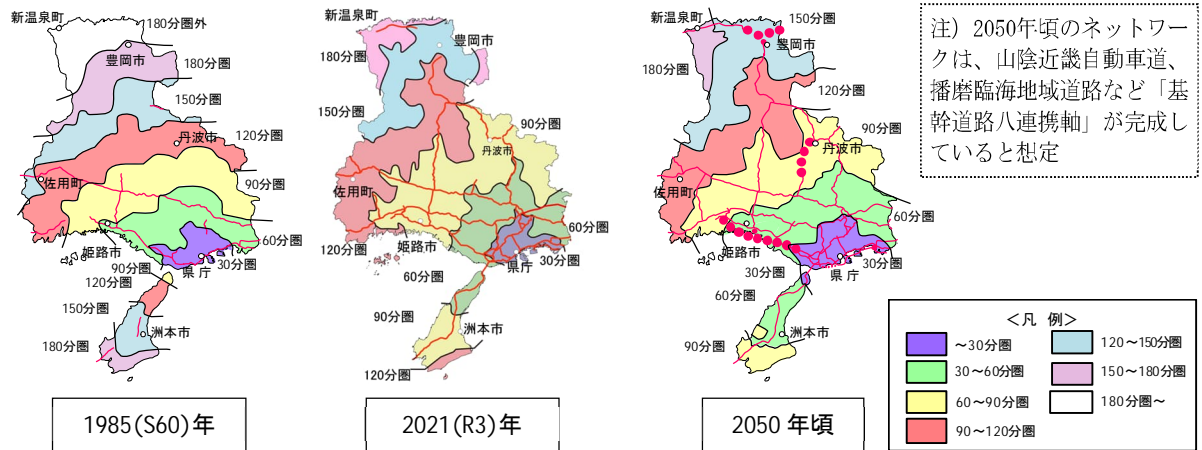 新温泉町
180分圏外
豊岡市
180分圏
150分圏
120分圏
丹波市
90分圏
佐用町
60分圏
姫路市
30分圏
県庁
90分圏
120分圏
150分圏
洲本市
180分圏
1985(S60)年
新温泉町
豊岡市
180分圏
150分圏
90分圏
丹波市
佐用町
60分圏
120分圏
姫路市
30分圏
県庁
60分圏
90分圏
洲本市
120分圏
2021(R3)年
新温泉町
150分圏
豊岡市
180分圏
120分圏
90分圏
丹波市
佐用町
60分圏
姫路市
30分圏
30分圏
県庁
60分圏
洲本市
90分圏
2050年頃
注）2050年頃のネットワー
クは、山陰近畿自動車道、
播磨臨海地域道路など「基
幹道路八連携軸」が完成し
ていると想定
＜凡 例＞
～30分圏
30～60分圏
60～90分圏
90～120分圏
120～150分圏
150～180分圏
180分圏～